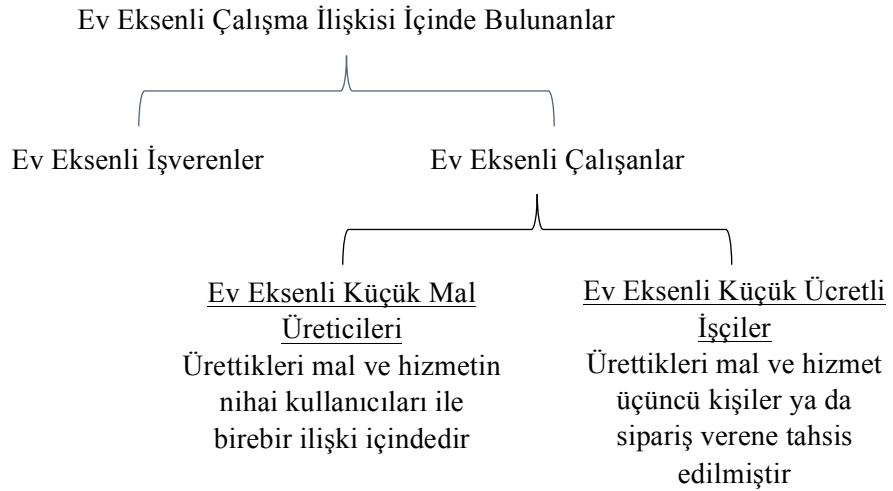 Ev Eksenli Çalışma İlişkisi İçinde Bulunanlar
Ev Eksenli İşverenler
Ev Eksenli Çalışanlar
Ev Eksenli Küçük Mal
Üreticileri
Ürettikleri mal ve hizmetin
nihai kullanıcıları ile
birebir ilişki içindedir
Ev Eksenli Küçük Ücretli
İşçiler
Ürettikleri mal ve hizmet
üçüncü kişiler ya da
sipariş verene tahsis
edilmiştir